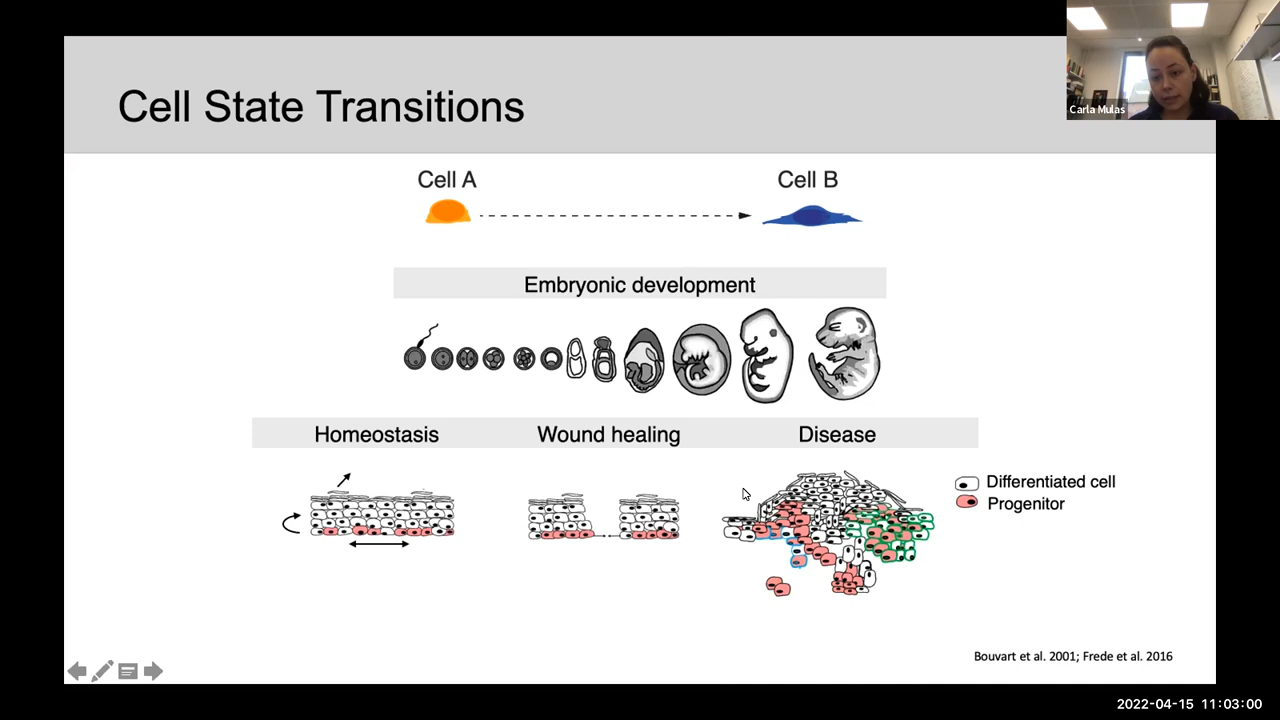 Cell State Transitions
Carla Mulas
Cell A
Cell B
Embryonic development
Homeostasis
Wound healing
Disease
Differentiated cell
Progenitor
Bouvart et al. 2001; Frede et al. 2016
2022-04-15 11:03:00